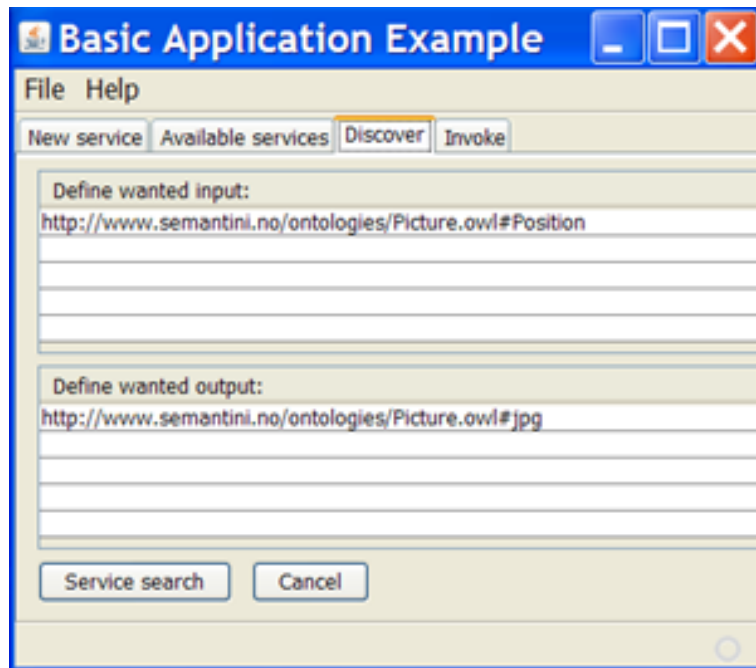 Basic Application Example
File Help
New service Available services Discover Invoke
Define wanted input:
http://www.semantini.no/ontologies/Picture.owl#Position
Define wanted output:
http://www.semantini.no/ontologies/Picture.owl#jpg
Service search Cancel